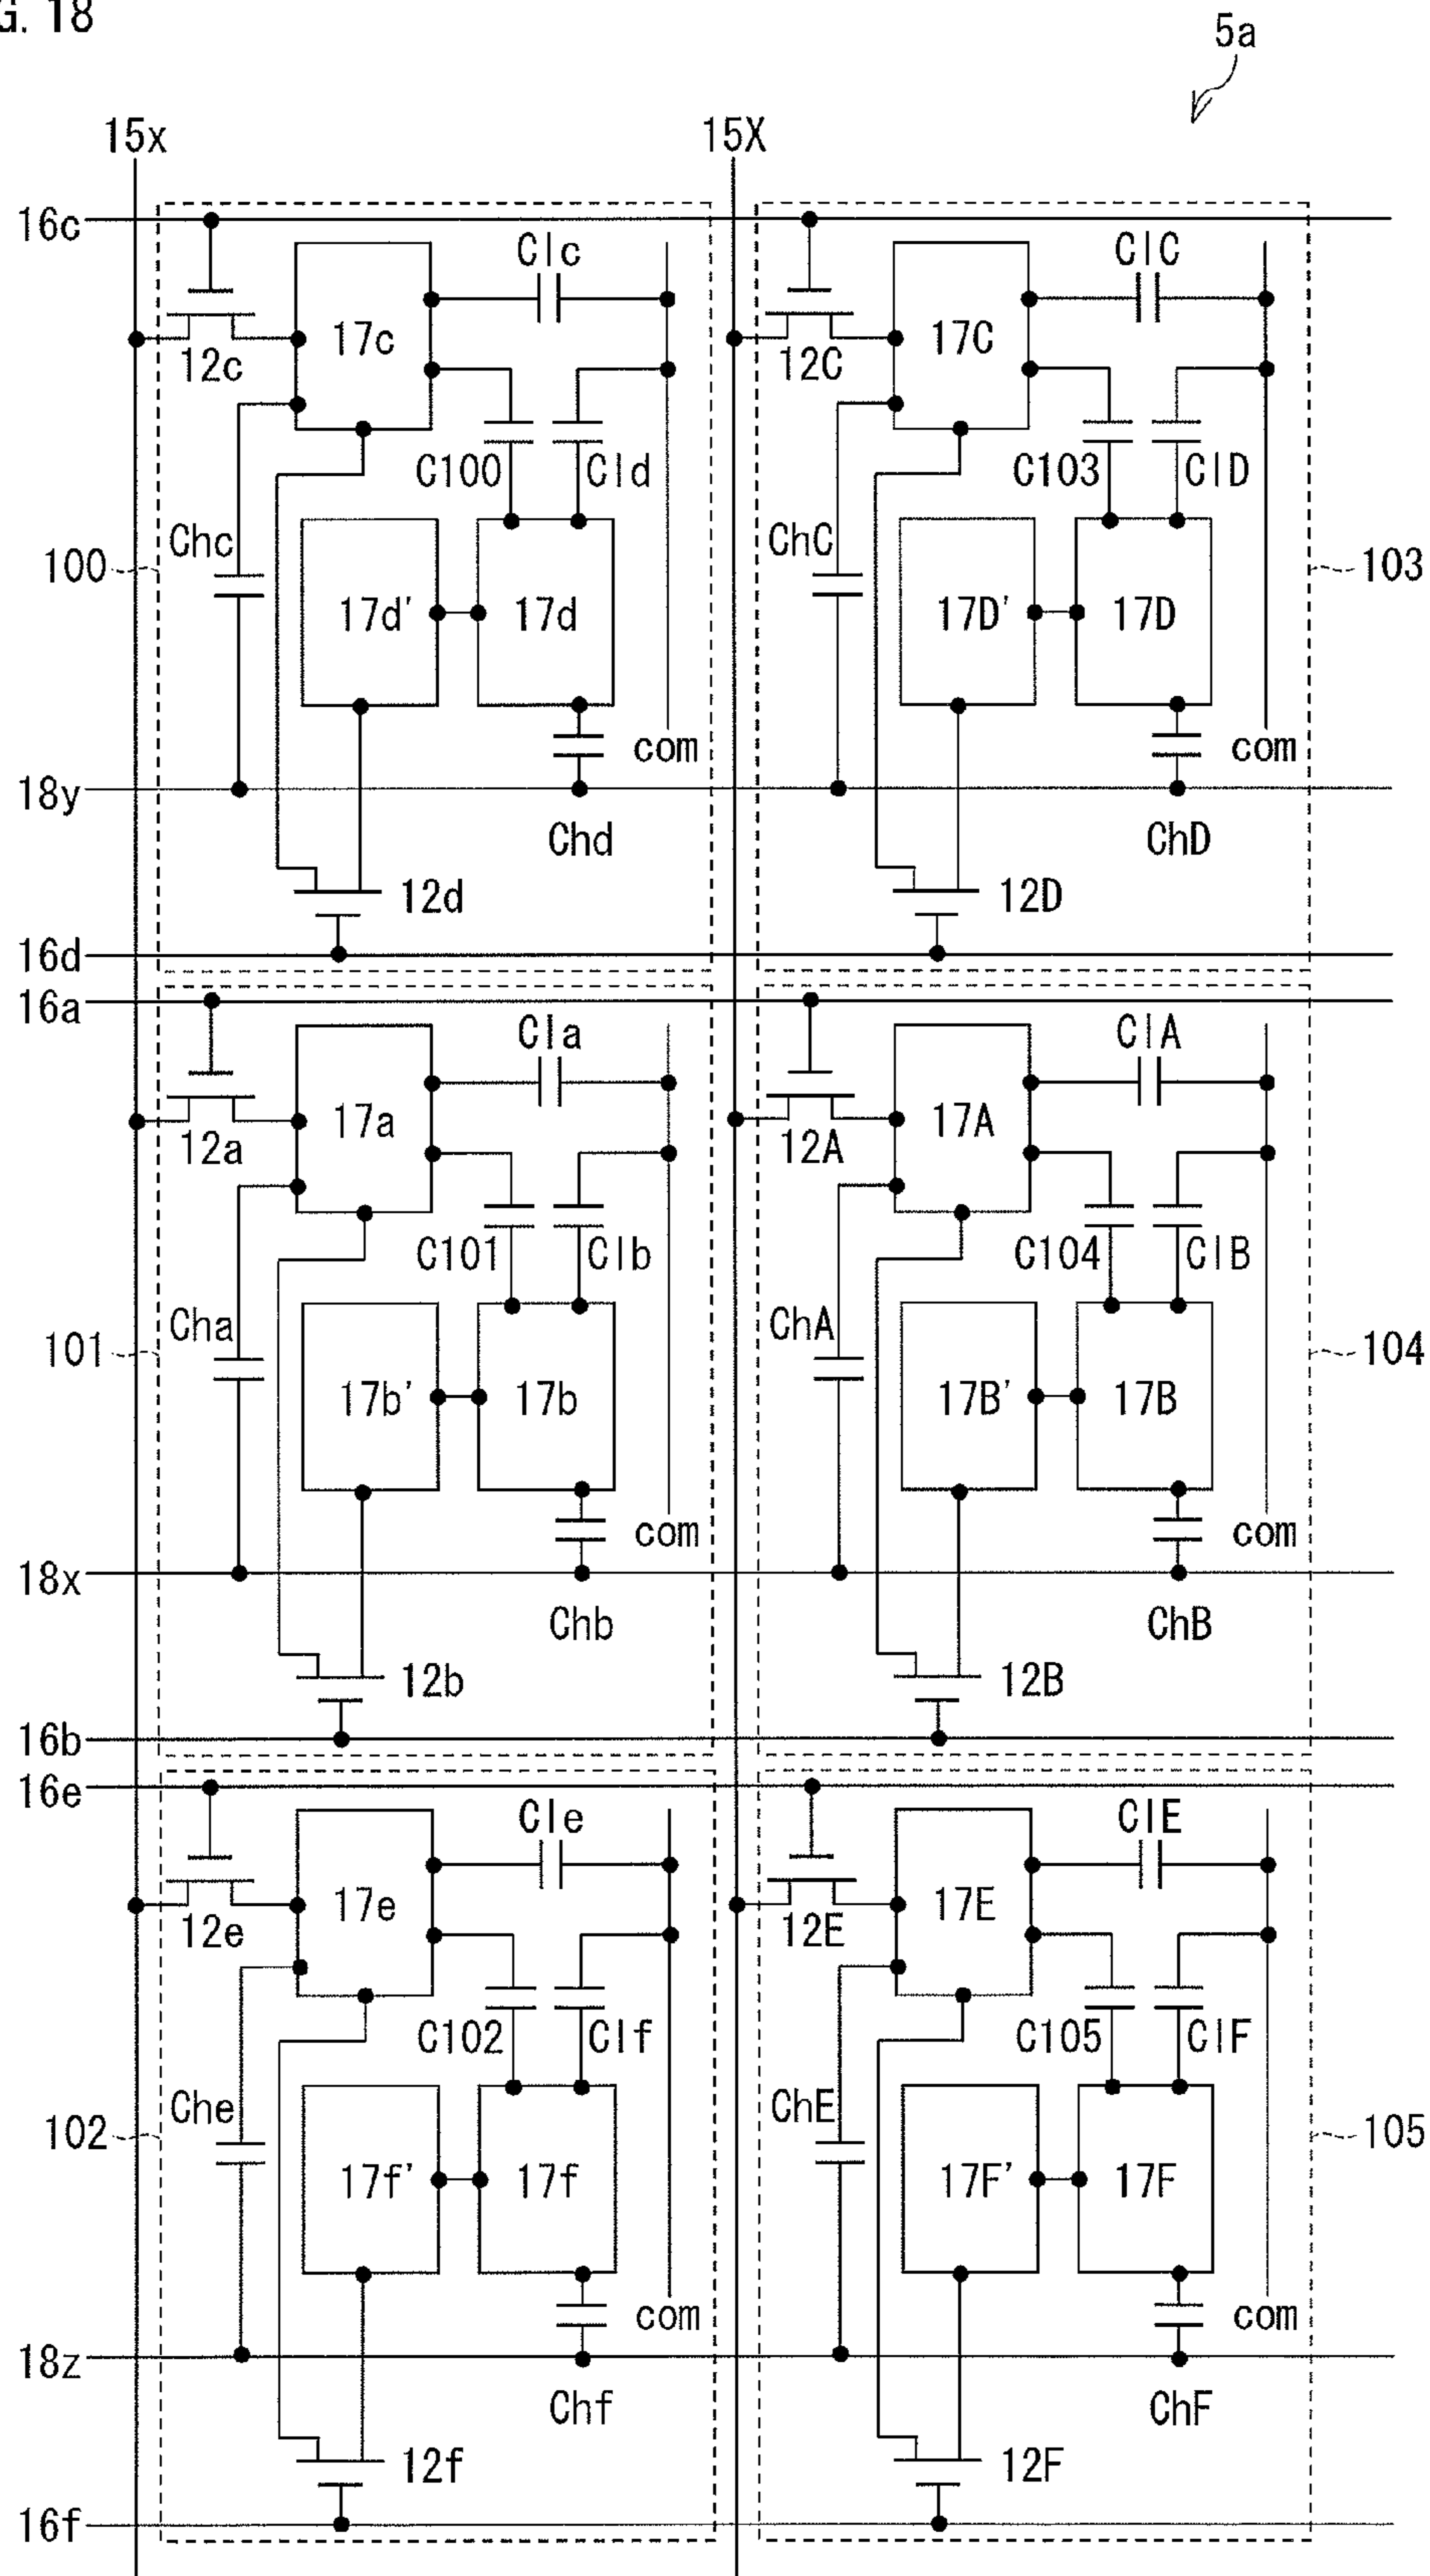 G. 18
5a
15x 15X
16c
Clc ClC
17c 17C
12c 12C
C100 Cld C103 ClD
Chc ChC
100 103
17d' 17d 17D' 17D
com com
18y
Chd ChD
12d 12D
16d
16a
Cla ClA
17a 17A
12a 12A
C101 Clb C104 ClB
Cha ChA
101 104
17b' 17b 17B' 17B
com com
18x
Chb ChB
12b 12B
16b
16e
Cle ClE
17e 17E
12e 12E
C102 Clf C105 ClF
Che ChE
102 105
17f' 17f 17F' 17F
com com
18z
Chf ChF
12f 12F
16f